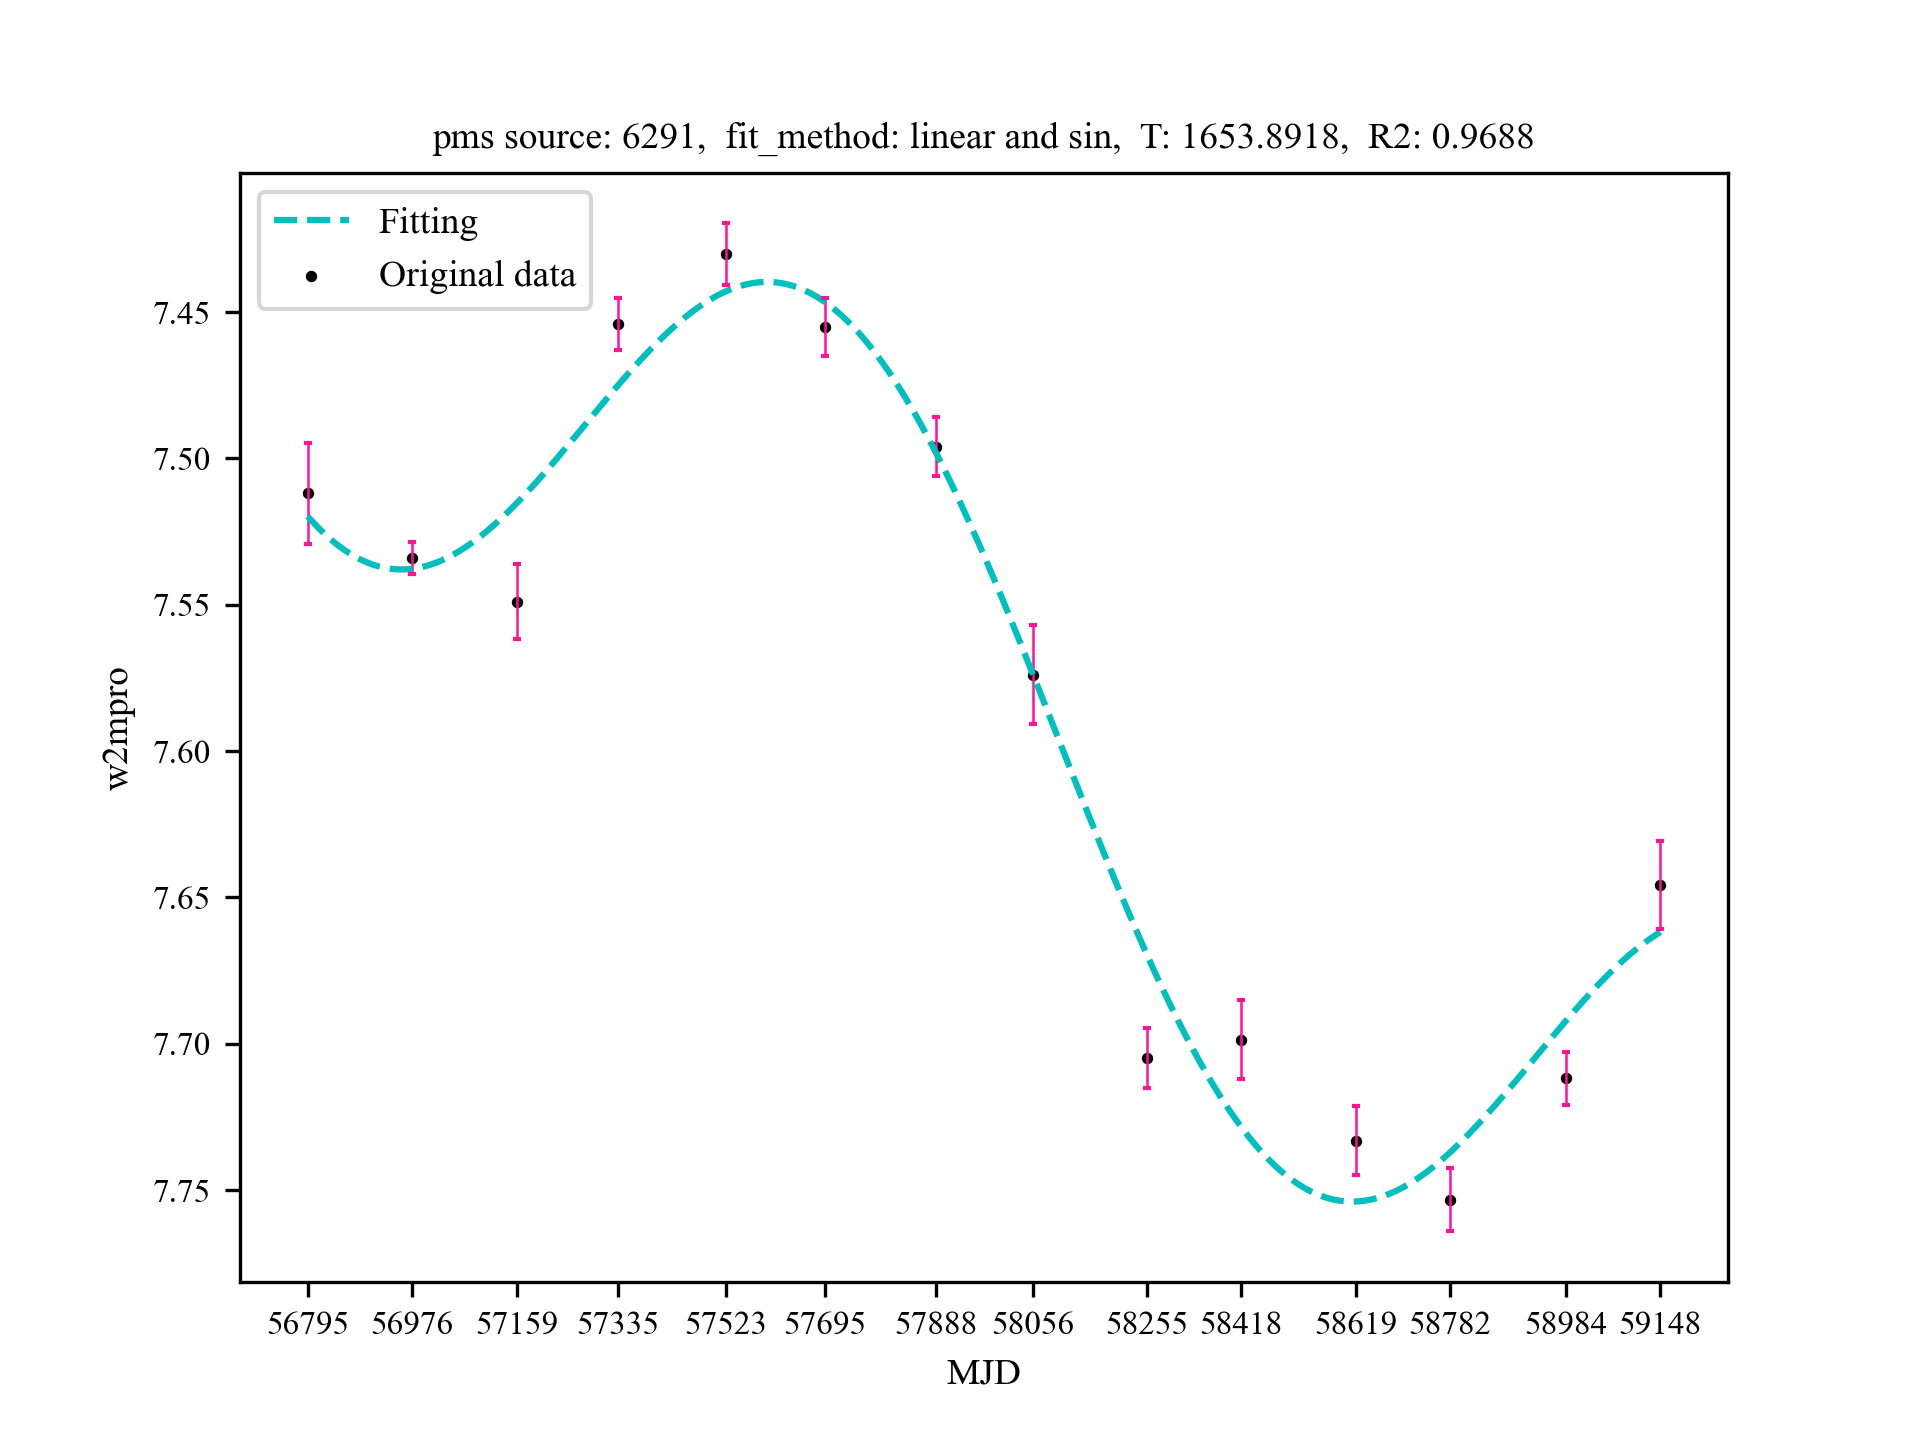 pms source: 6291, fit_method: linear and sin, T: 1653.8918, R2: 0.9688
Fitting
Original data
7.45
7.50
7.55
7.60
7.65
7.70
7.75
w2mpro
56795 56976 57159 57335 57523 57695 57888 58056 58255 58418 58619 58782 58984 59148
MJD